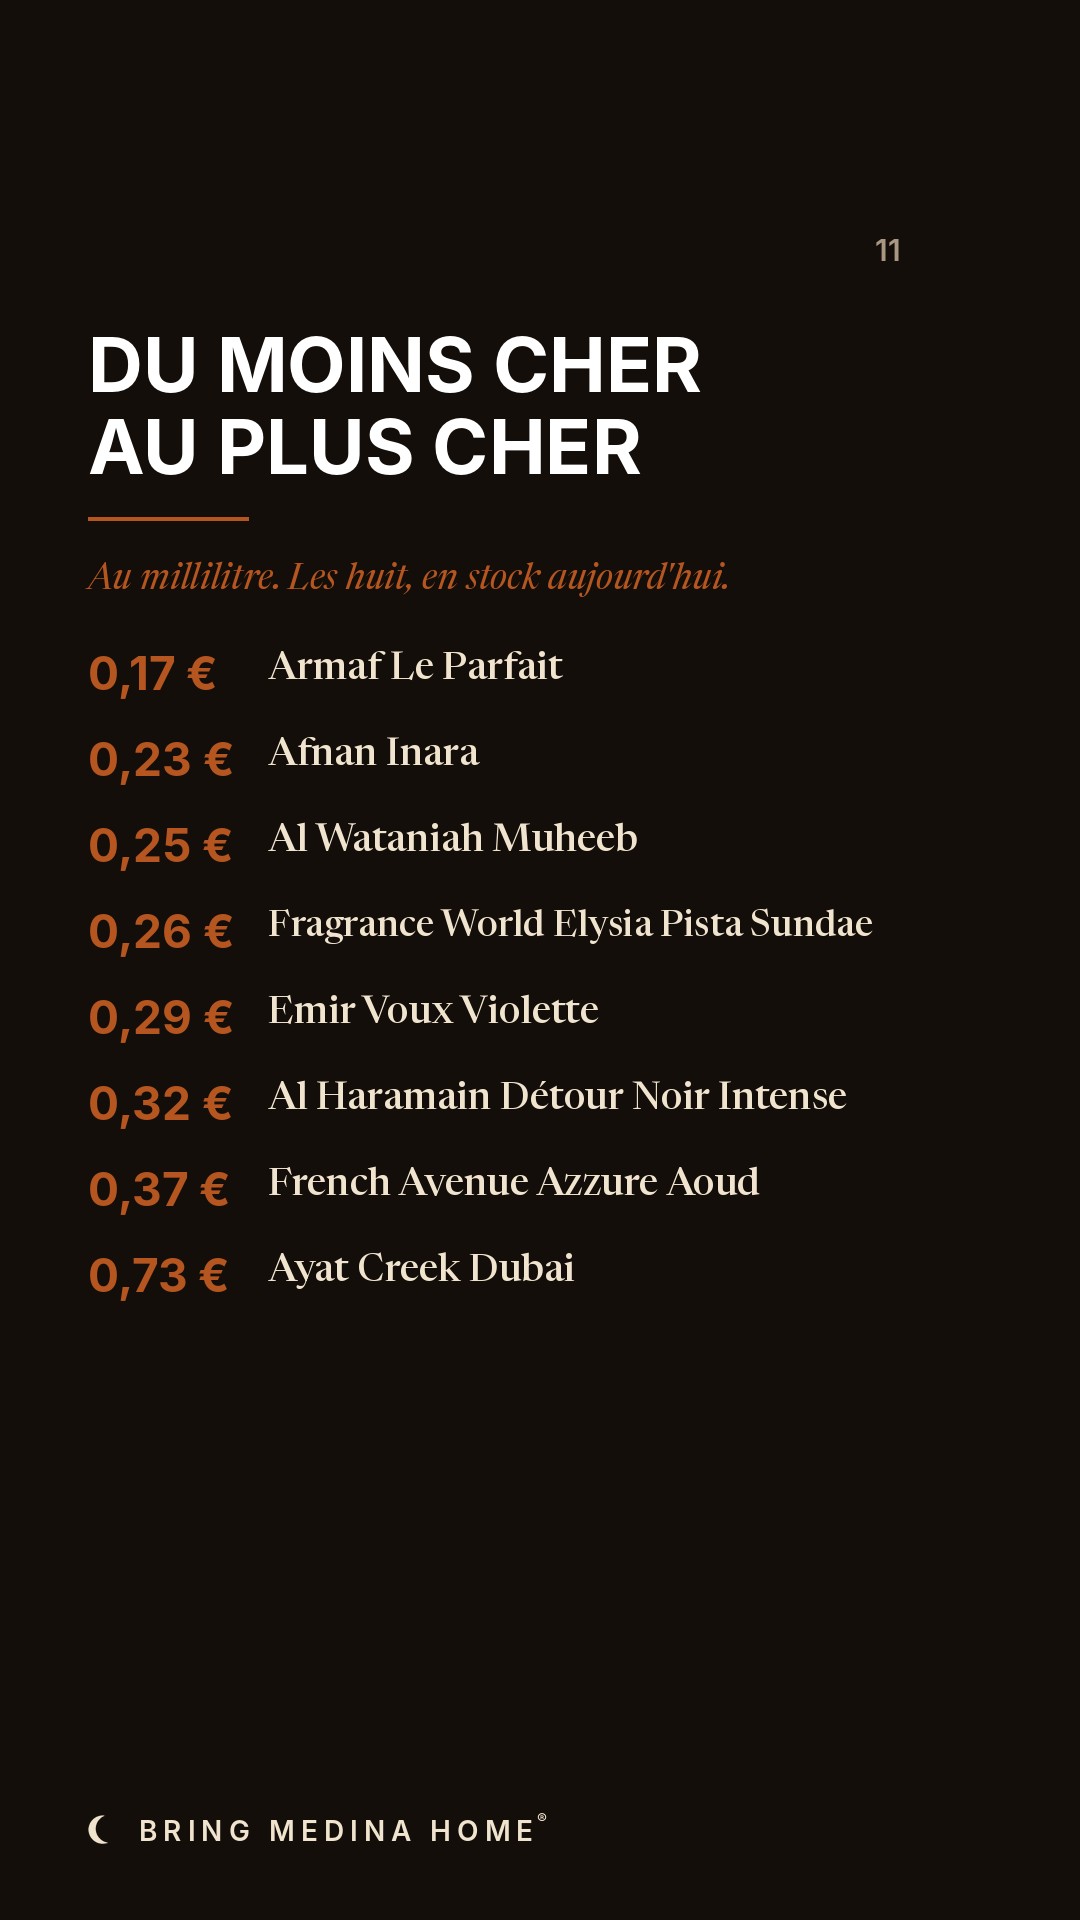 11
DU MOINS CHER
AU PLUS CHER
Au millilitre. Les huit, en stock aujourd'hui.
0,17 € Armaf Le Parfait
0,23 € Afnan Inara
0,25 € Al Wataniah Muheeb
0,26 € Fragrance World Elysia Pista Sundae
0,29 € Emir Voux Violette
0,32 € Al Haramain Détour Noir Intense
0,37 € French Avenue Azzure Aoud
0,73 € Ayat Creek Dubai
BRING MEDINA HOME®